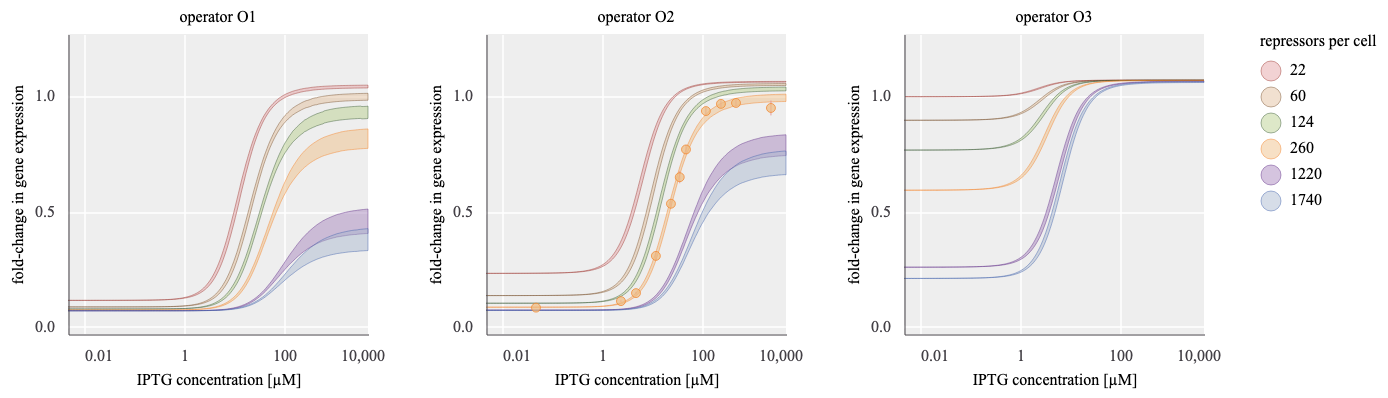 operator O1
operator O2
operator O3
fold-change in gene expression
1.0
0.5
0.0
0.01
1
100
10,000
IPTG concentration [µM]
fold-change in gene expression
1.0
0.5
0.0
0.01
1
100
10,000
IPTG concentration [µM]
fold-change in gene expression
1.0
0.5
0.0
0.01
1
100
10,000
IPTG concentration [µM]
repressors per cell
22
60
124
260
1220
1740